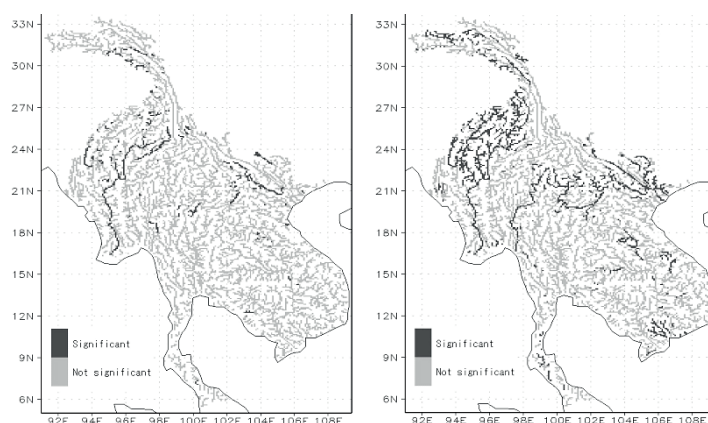 33N
30N
27N
24N
21N
18N
15N
12N
9N
6N
Significant
Not significant
92E 94E 96E 98E 100E 102E 104E 106E 108E
33N
30N
27N
24N
21N
18N
15N
12N
9N
6N
Significant
Not significant
92E 94E 96E 98E 100E 102E 104E 106E 108E